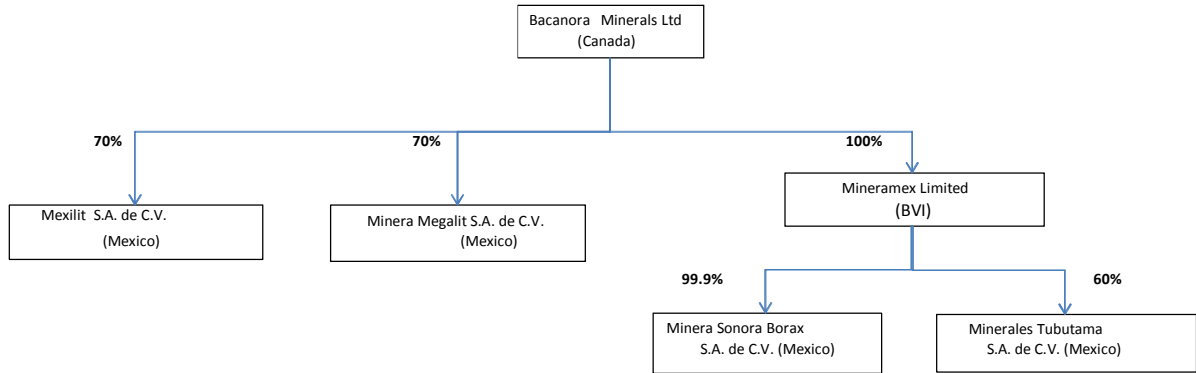 Bacanora Minerals Ltd
(Canada)
70%
70%
100%
Mexilit S.A. de C.V.
(Mexico)
Minera Megalit S.A. de C.V.
(Mexico)
Mineramex Limited
(BVI)
99.9%
60%
Minera Sonora Borax
S.A. de C.V. (Mexico)
Minerales Tubutama
S.A. de C.V. (Mexico)